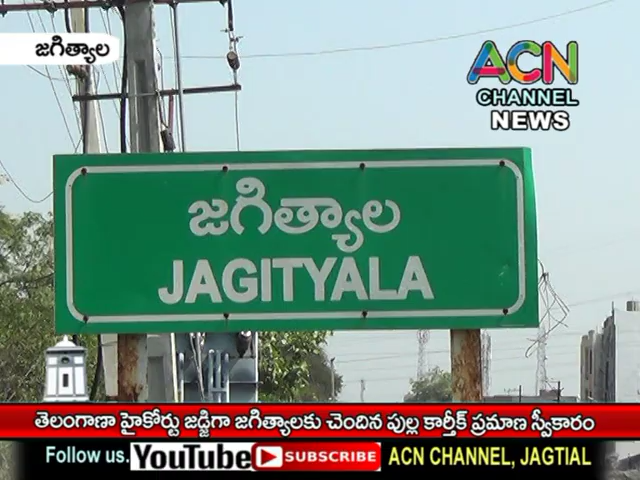 జగిత్యాల
ACN
CHANNEL
NEWS
జగిత్యాల
JAGITYALA
తెలంగాణా హైకోర్టు జడ్జిగా జగిత్యాలకు చెందిన పుల్ల కార్తీక్ ప్రమాణ స్వీకారం
Follow us. YouTube SUBSCRIBE ACN CHANNEL, JAGTIAL